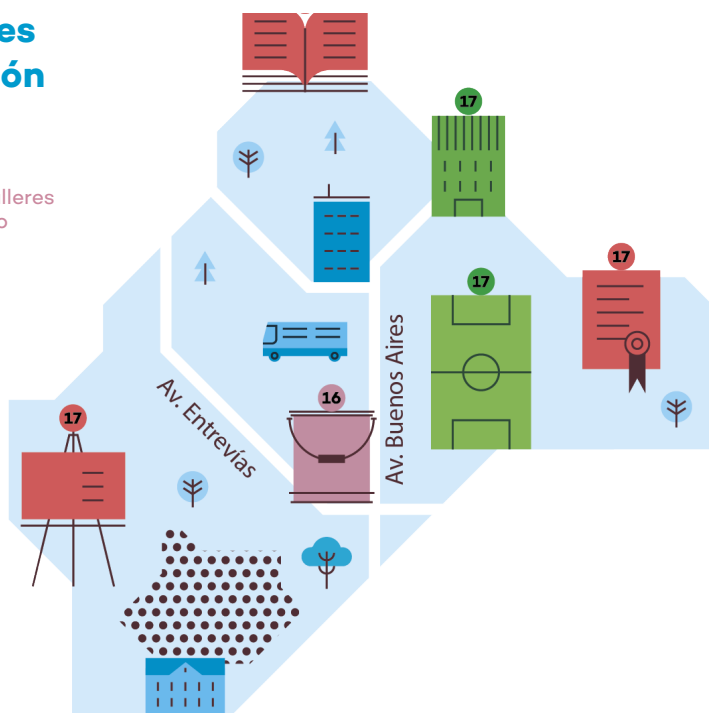 es
ón
lleres
o
17
17
17
16
17
Av. Entrevías
Av. Buenos Aires